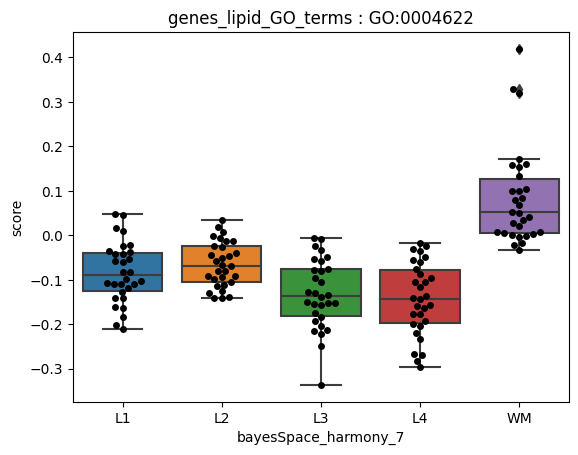 genes_lipid_GO_terms : GO:0004622
0.4
0.3
0.2
0.1
0.0
−0.1
−0.2
−0.3
score
L1 L2 L3 L4 WM
bayesSpace_harmony_7